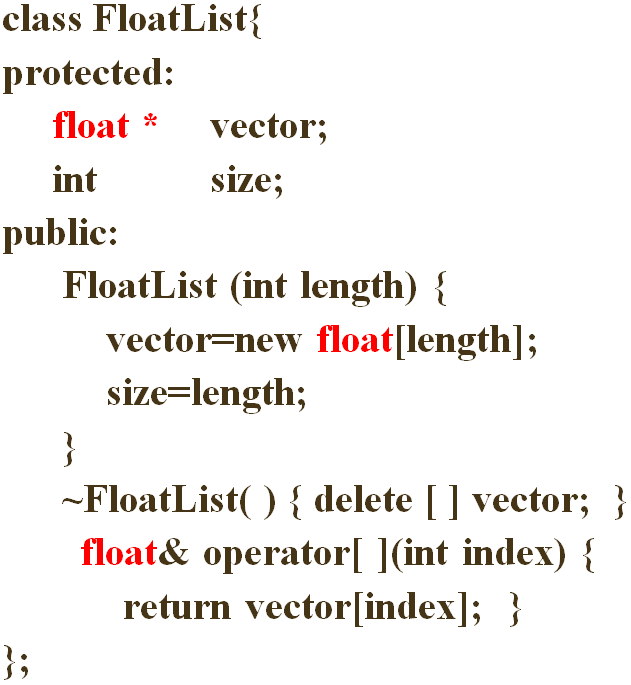 class FloatList{
protected:
float * vector;
int size;
public:
FloatList (int length) {
vector=new float[length];
size=length;
}
~FloatList( ) { delete [ ] vector; }
float& operator[ ](int index) {
return vector[index]; }
};